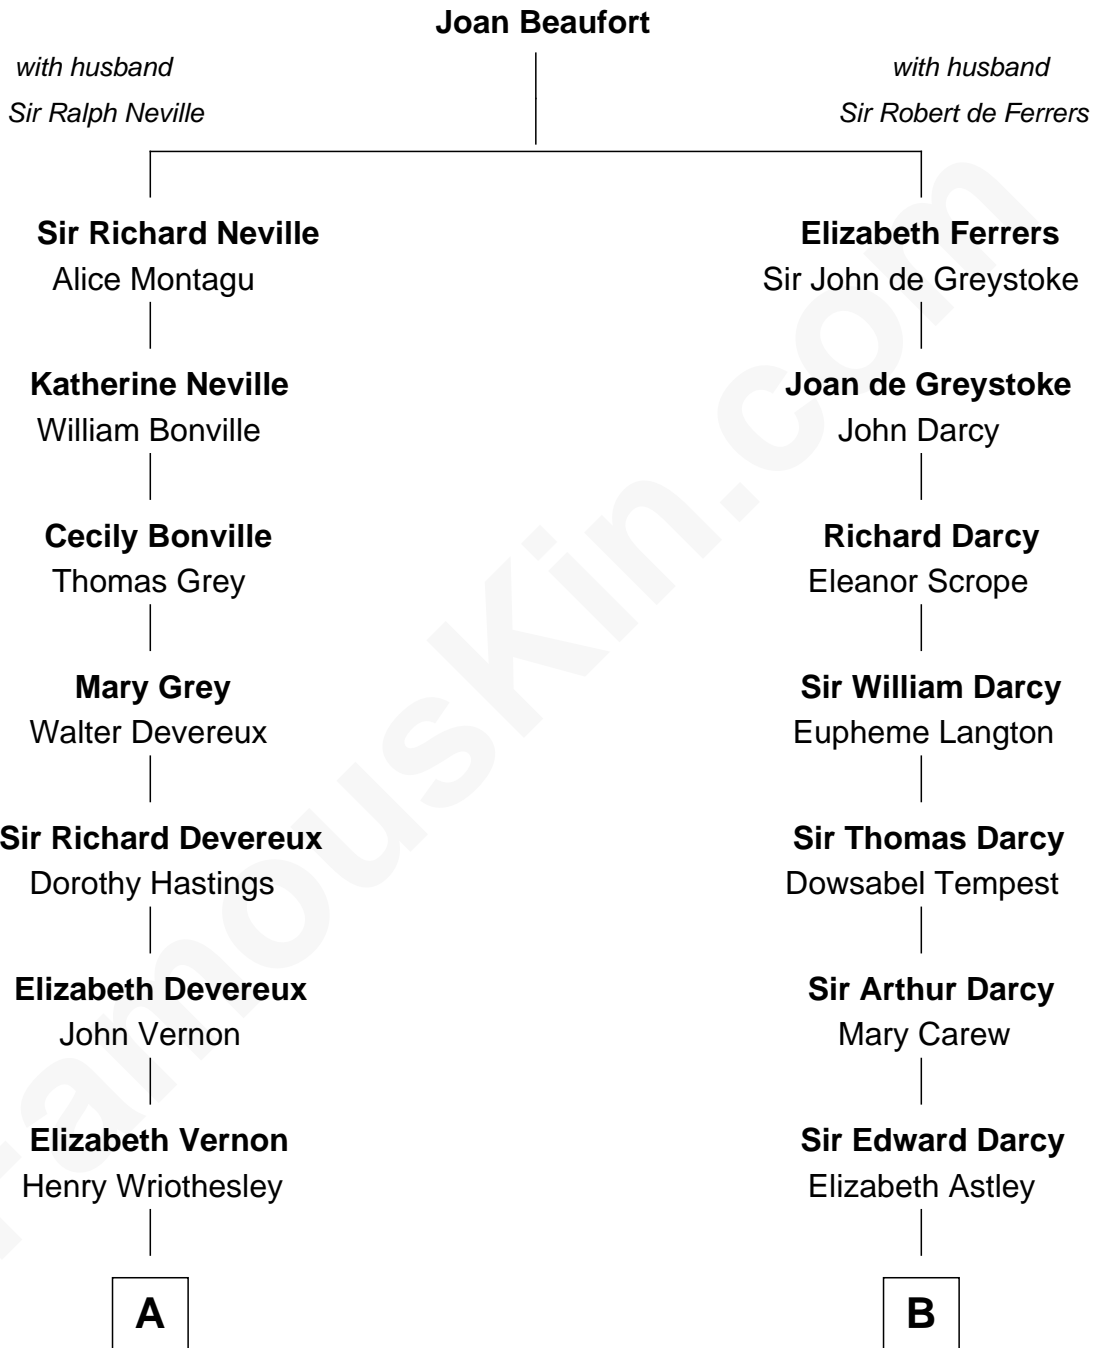 Joan Beaufort
with husband
Sir Ralph Neville
with husband
Sir Robert de Ferrers
Sir Richard Neville
Alice Montagu
Elizabeth Ferrers
Sir John de Greystoke
Katherine Neville
William Bonville
Joan de Greystoke
John Darcy
Cecily Bonville
Thomas Grey
Richard Darcy
Eleanor Scrope
Mary Grey
Walter Devereux
Sir William Darcy
Eupheme Langton
Sir Richard Devereux
Dorothy Hastings
Sir Thomas Darcy
Dowsabel Tempest
Elizabeth Devereux
John Vernon
Sir Arthur Darcy
Mary Carew
Elizabeth Vernon
Henry Wriothesley
Sir Edward Darcy
Elizabeth Astley
A
B
FamousKin.com